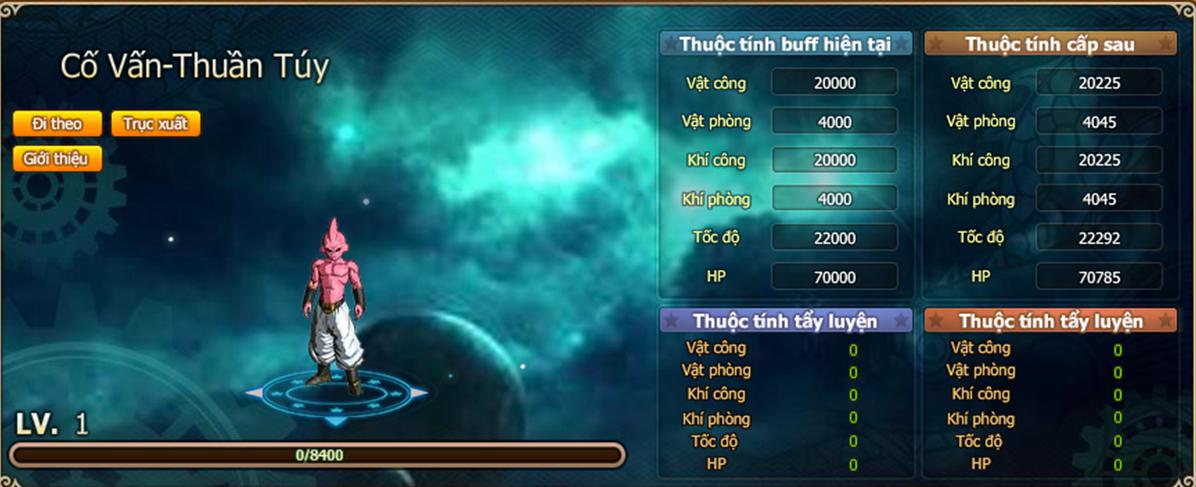 Cố Vấn-Thuần Túy
Đi theo Trục xuất
Giới thiệu
LV. 1
0/8400
Thuộc tính buff hiện tại
Vật công 20000
Vật phòng 4000
Khí công 20000
Khí phòng 4000
Tốc độ 22000
HP 70000
Thuộc tính cấp sau
Vật công 20225
Vật phòng 4045
Khí công 20225
Khí phòng 4045
Tốc độ 22292
HP 70785
Thuộc tính tẩy luyện
Vật công 0
Vật phòng 0
Khí công 0
Khí phòng 0
Tốc độ 0
HP 0
Thuộc tính tẩy luyện
Vật công 0
Vật phòng 0
Khí công 0
Khí phòng 0
Tốc độ 0
HP 0